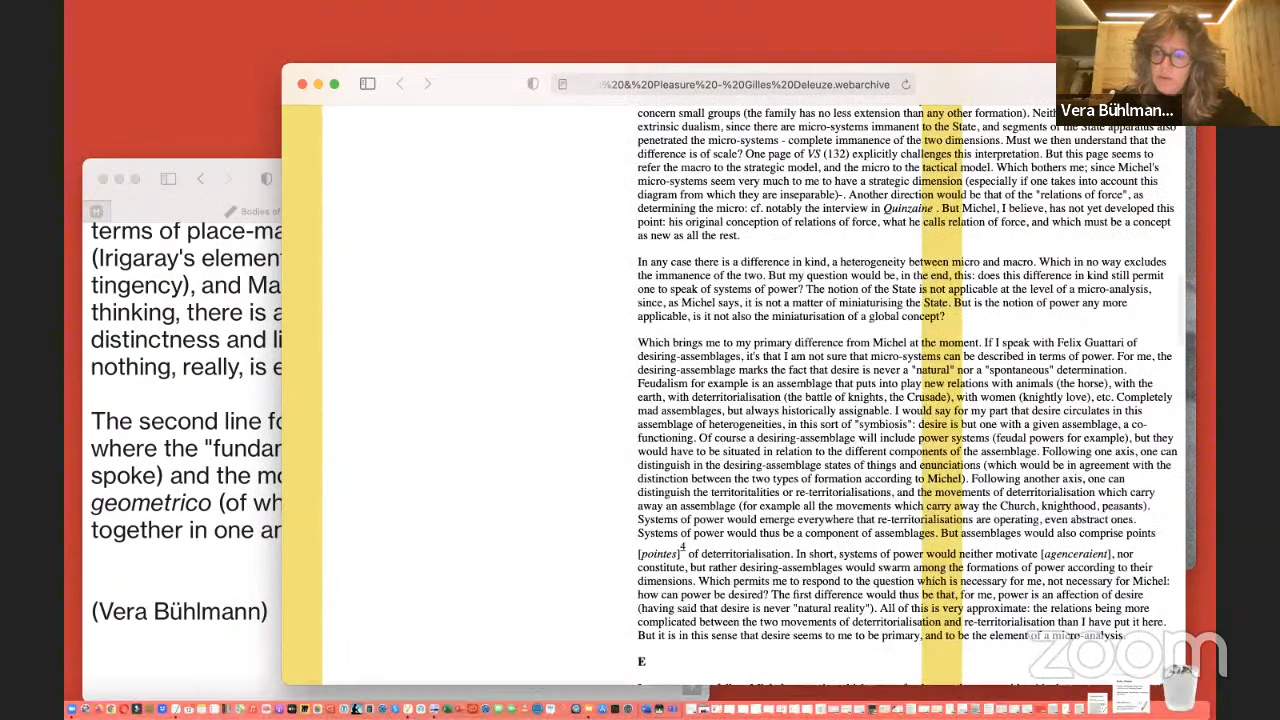 %20&%20Pleasure%20-%20Gilles%20Deleuze.webarchive
Vera Bühlman...
concern small groups (the family has no less extension than any other formation). Neith
extrinsic dualism, since there are micro-systems immanent to the State, and segments of the State apparatus also
penetrated the micro-systems - complete immanence of the two dimensions. Must we then understand that the
difference is of scale? One page of VS (132) explicitly challenges this interpretation. But this page seems to
refer the macro to the strategic model, and the micro to the tactical model. Which bothers me; since Michel's
micro-systems seem very much to me to have a strategic dimension (especially if one takes into account this
diagram from which they are inseparable)-. Another direction would be that of the "relations of force", as
determining the micro: cf. notably the interview in Quinzaine . But Michel, I believe, has not yet developed this
point: his original conception of relations of force, what he calls relation of force, and which must be a concept
as new as all the rest.
In any case there is a difference in kind, a heterogeneity between micro and macro. Which in no way excludes
the immanence of the two. But my question would be, in the end, this: does this difference in kind still permit
one to speak of systems of power? The notion of the State is not applicable at the level of a micro-analysis,
since, as Michel says, it is not a matter of miniaturising the State. But is the notion of power any more
applicable, is it not also the miniaturisation of a global concept?
Which brings me to my primary difference from Michel at the moment. If I speak with Felix Guattari of
desiring-assemblages, it's that I am not sure that micro-systems can be described in terms of power. For me, the
desiring-assemblage marks the fact that desire is never a "natural" nor a "spontaneous" determination.
Feudalism for example is an assemblage that puts into play new relations with animals (the horse), with the
earth, with deterritorialisation (the battle of knights, the Crusade), with women (knightly love), etc. Completely
mad assemblages, but always historically assignable. I would say for my part that desire circulates in this
assemblage of heterogeneities, in this sort of "symbiosis": desire is but one with a given assemblage, a co-
functioning. Of course a desiring-assemblage will include power systems (feudal powers for example), but they
would have to be situated in relation to the different components of the assemblage. Following one axis, one can
distinguish in the desiring-assemblage states of things and enunciations (which would be in agreement with the
distinction between the two types of formation according to Michel). Following another axis, one can
distinguish the territoritalities or re-territorialisations, and the movements of deterritorialisation which carry
away an assemblage (for example all the movements which carry away the Church, knighthood, peasants).
Systems of power would emerge everywhere that re-territorialisations are operating, even abstract ones.
Systems of power would thus be a component of assemblages. But assemblages would also comprise points
[pointes]4 of deterritorialisation. In short, systems of power would neither motivate [agenceraient], nor
constitute, but rather desiring-assemblages would swarm among the formations of power according to their
dimensions. Which permits me to respond to the question which is necessary for me, not necessary for Michel:
how can power be desired? The first difference would thus be that, for me, power is an affection of desire
(having said that desire is never "natural reality"). All of this is very approximate: the relations being more
complicated between the two movements of deterritorialisation and re-territorialisation than I have put it here.
But it is in this sense that desire seems to me to be primary, and to be the element of a micro-analysis.
E
Bodies of
terms of place-ma
(Irigaray's elemen
tingency), and Ma
thinking, there is a
distinctness and li
nothing, really, is e
The second line fo
where the "fundar
spoke) and the mo
geometrico (of wh
together in one ar
(Vera Bühlmann)
zoom